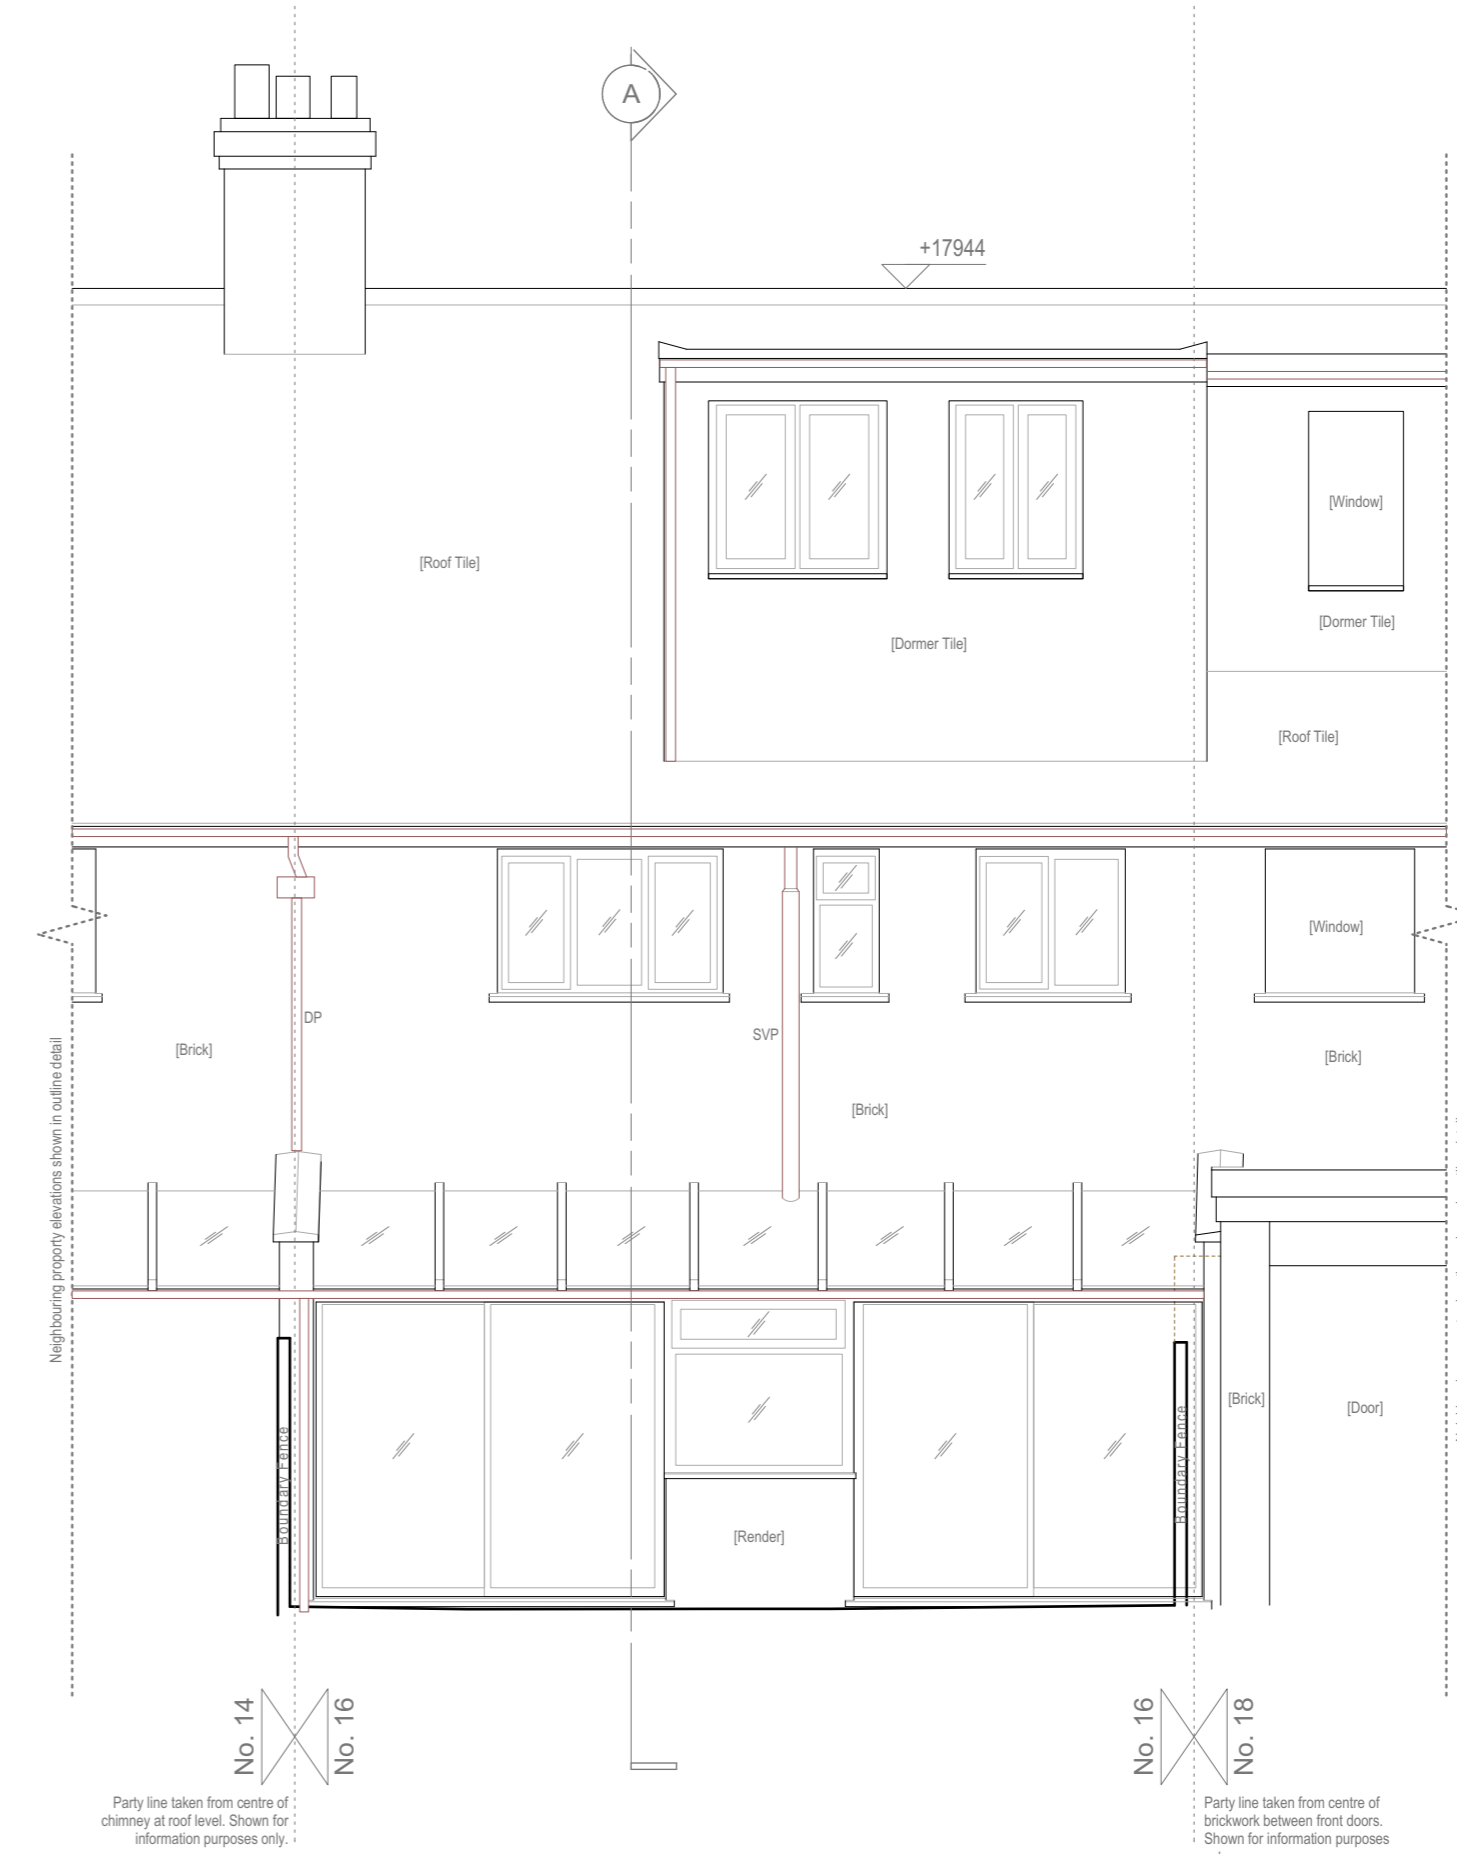 A
+17944
[Window]
[Roof Tile]
[Dormer Tile]
[Dormer Tile]
[Roof Tile]
[Window]
DP
SVP
[Brick]
[Brick]
[Brick]
Neighbouring proporty elevations shown in outline detail
[Brick]
[Door]
Boundary Fence
Boundary Fence
[Render]
No. 14
No. 16
No. 16
No. 18
Party line taken from centre of
chimney at roof level. Shown for
information purposes only.
Party line taken from centre of
brickwork between front doors.
Shown for information purposes